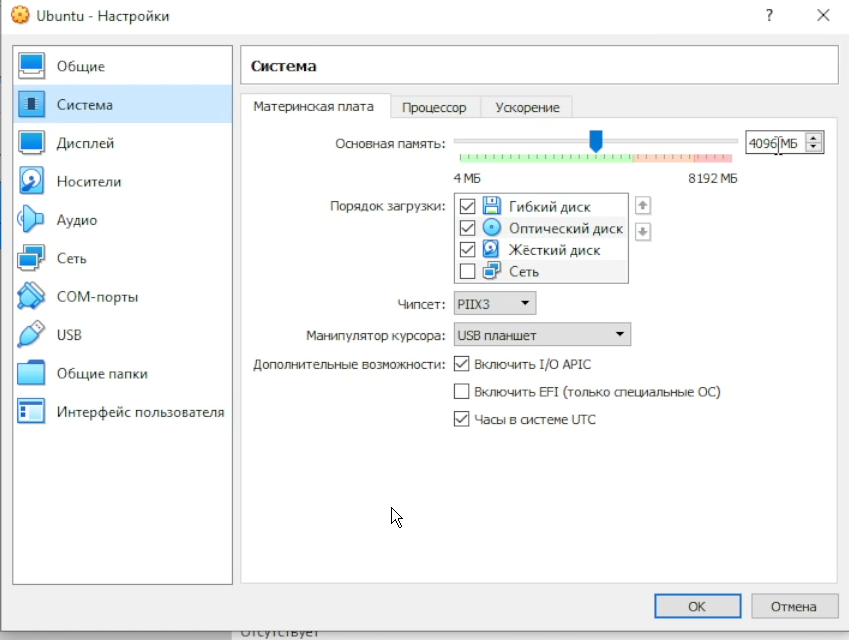 Ubuntu - Настройки
?
Общие
Система
Дисплей
Носители
Аудио
Сеть
COM-порты
USB
Общие папки
Интерфейс пользователя
Система
Материнская плата
Процессор
Ускорение
Основная память:
4096 МБ
4 МБ
8192 МБ
Порядок загрузки:
Гибкий диск
Оптический диск
Жёсткий диск
Сеть
Чипсет:
PIIX3
Манипулятор курсора:
USB планшет
Дополнительные возможности:
Включить I/O APIC
Включить EFI (только специальные ОС)
Часы в системе UTC
OK
Отмена
Отсутствует